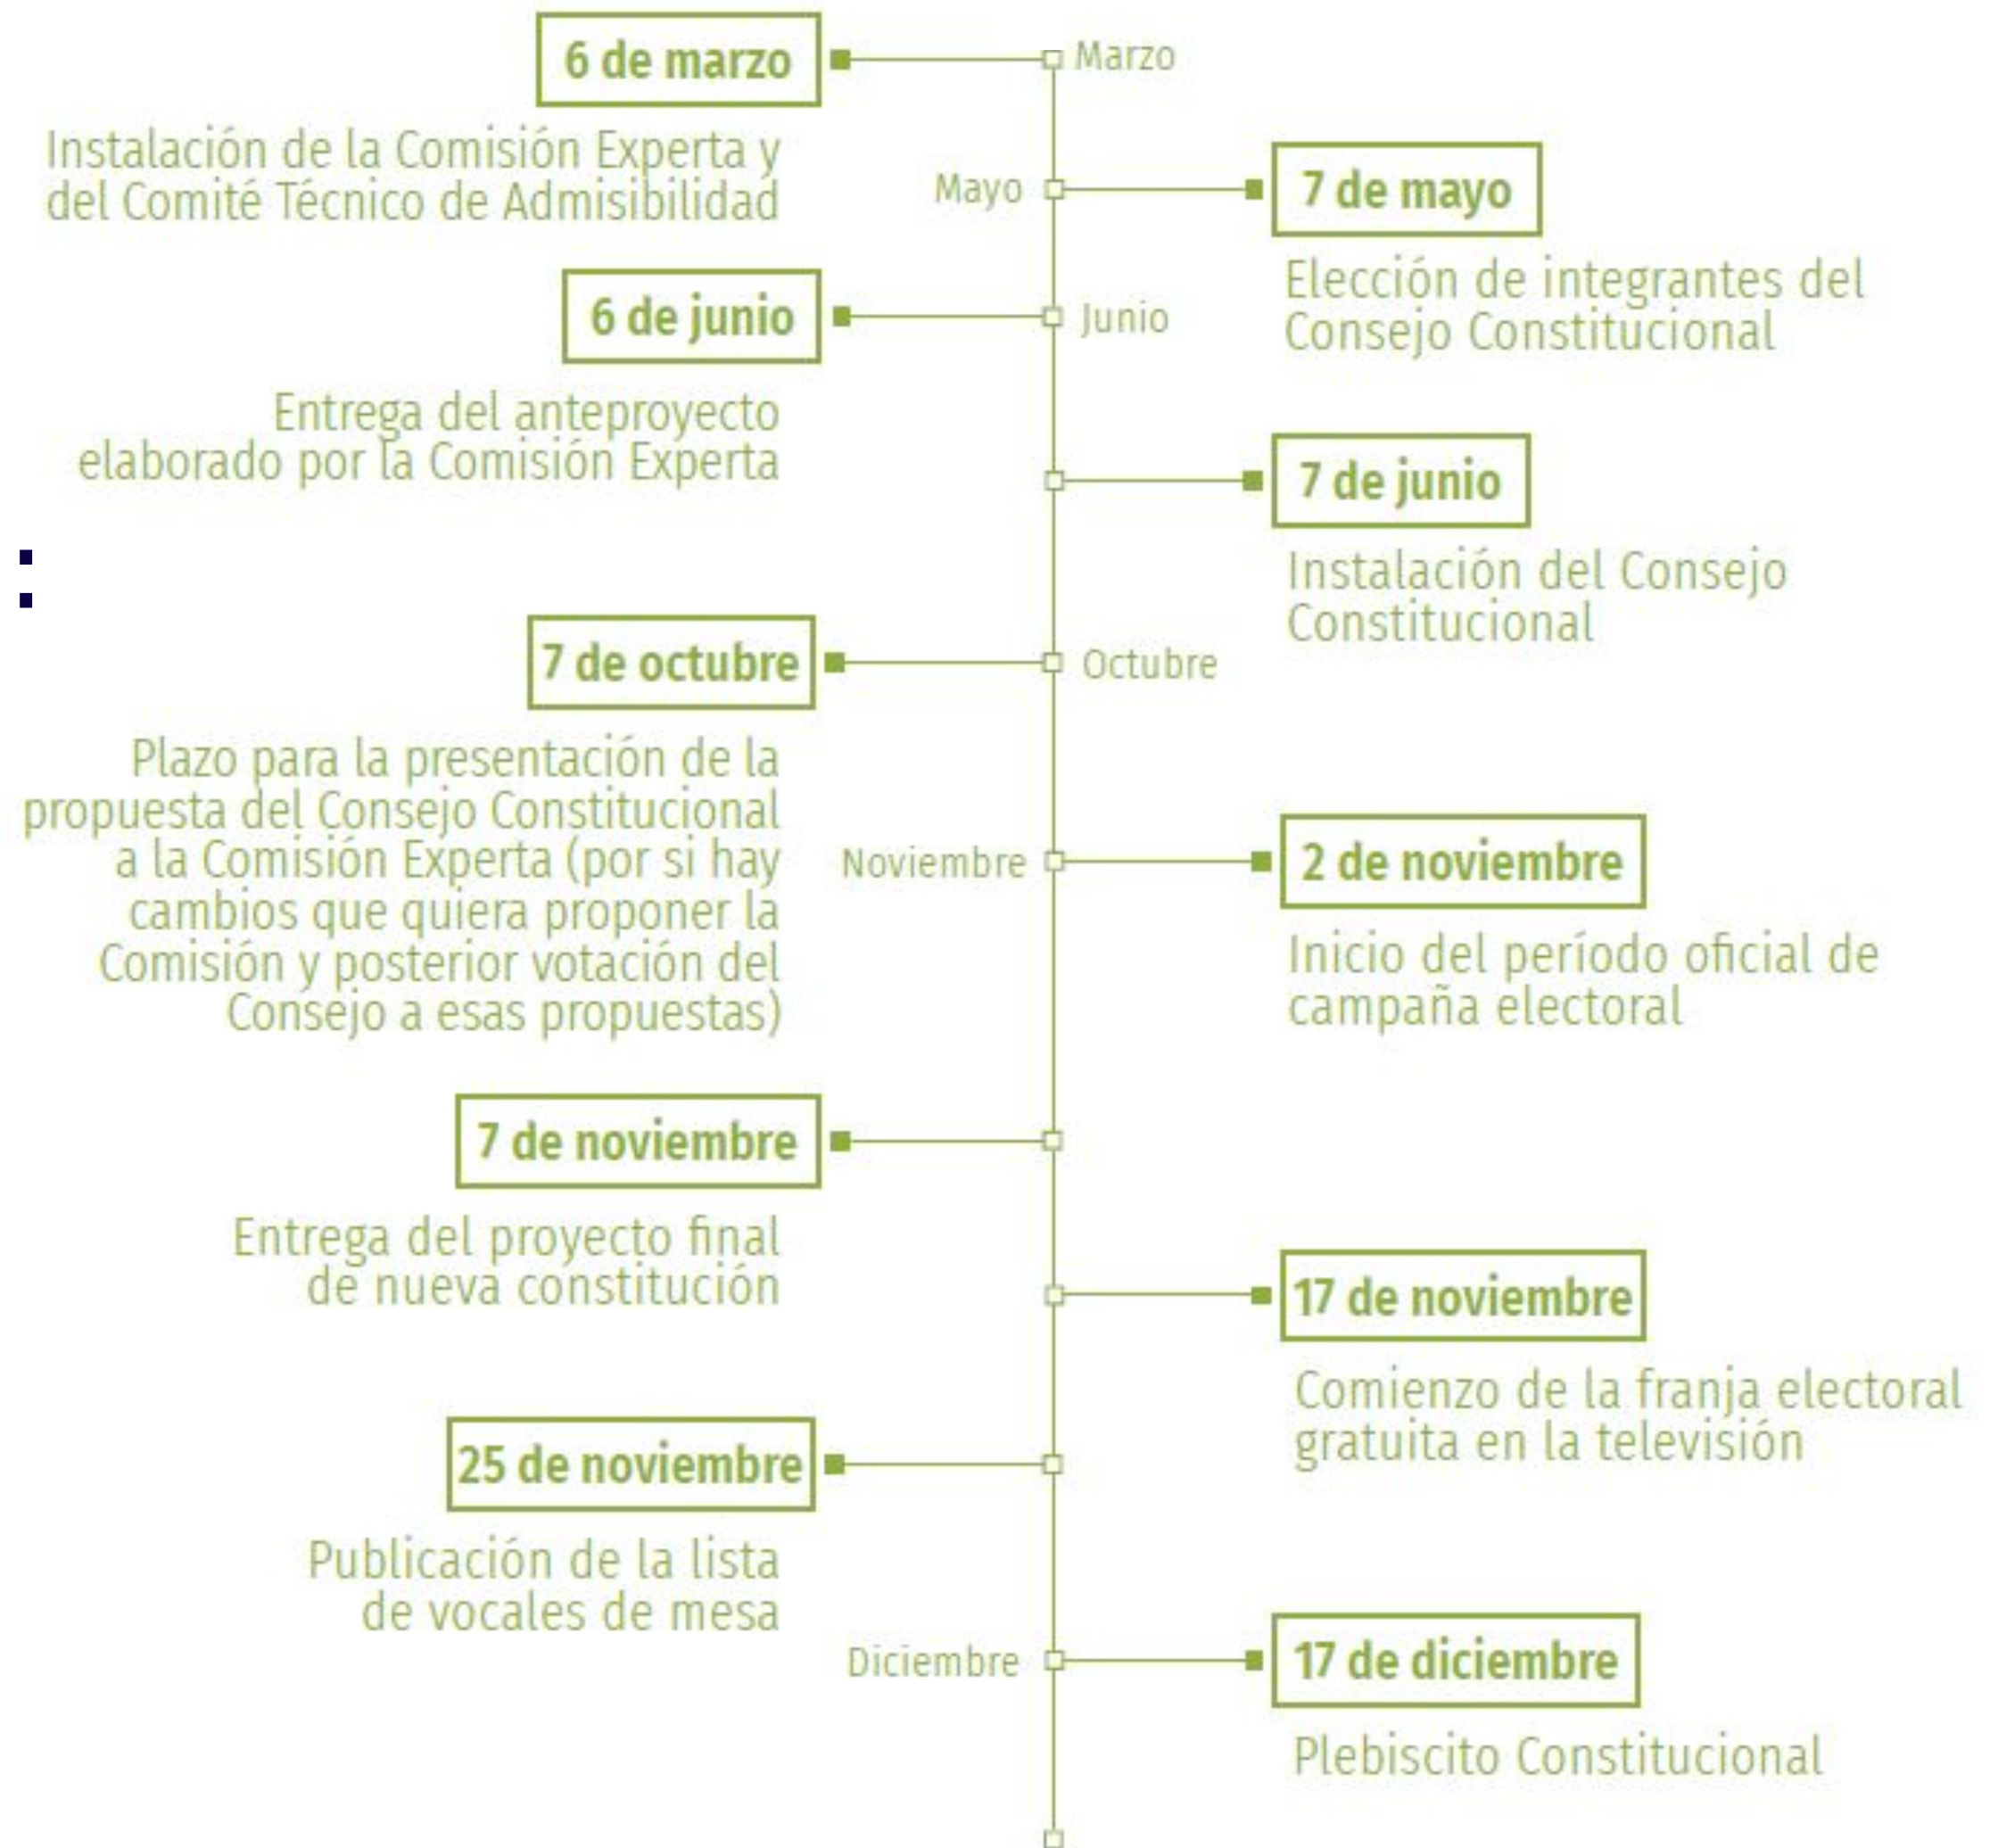 6 de marzo
Marzo
Instalación de la Comisión Experta y
del Comité Técnico de Admisibilidad
Mayo
7 de mayo
Elección de integrantes del
Consejo Constitucional
6 de junio
Junio
Entrega del anteproyecto
elaborado por la Comisión Experta
7 de junio
Instalación del Consejo
Constitucional
7 de octubre
Octubre
Plazo para la presentación de la
propuesta del Consejo Constitucional
a la Comisión Experta (por si hay
cambios que quiera proponer la
Comisión y posterior votación del
Consejo a esas propuestas)
Noviembre
2 de noviembre
Inicio del período oficial de
campaña electoral
7 de noviembre
Entrega del proyecto final
de nueva constitución
17 de noviembre
Comienzo de la franja electoral
gratuita en la televisión
25 de noviembre
Publicación de la lista
de vocales de mesa
Diciembre
17 de diciembre
Plebiscito Constitucional